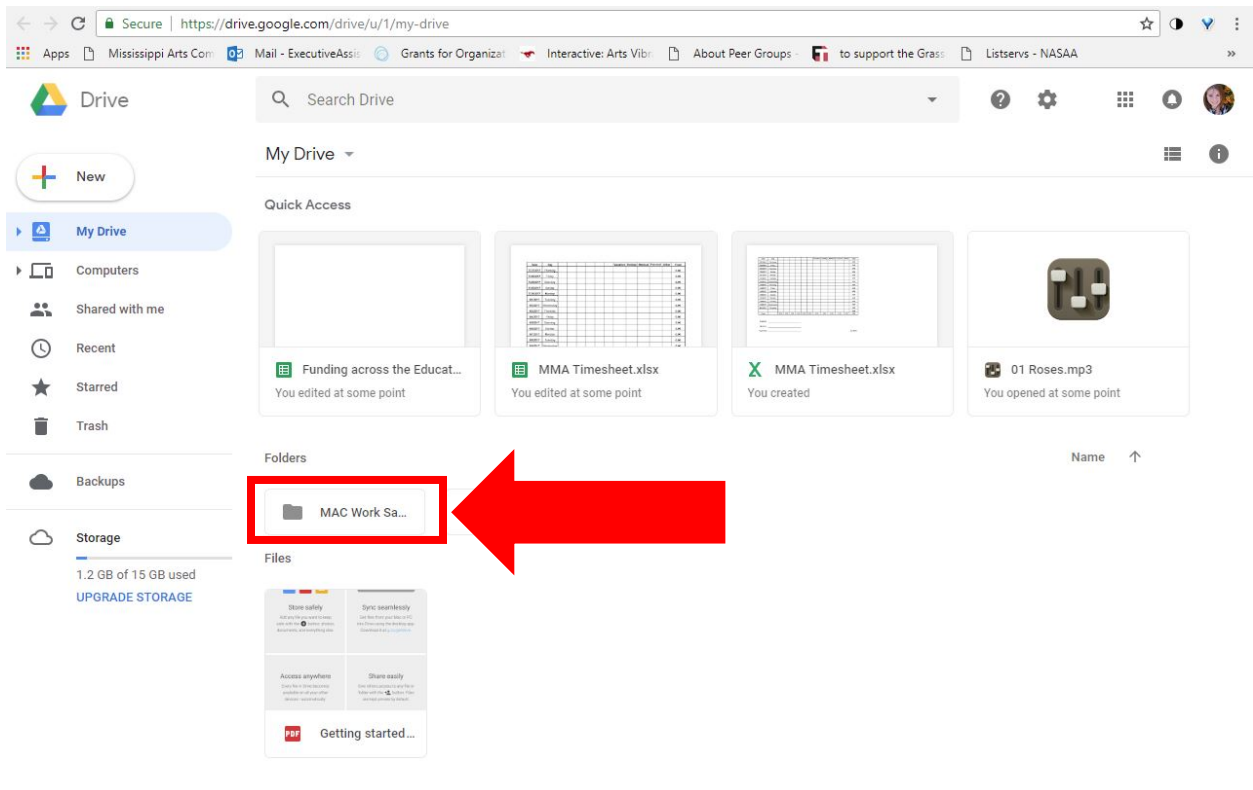 Secure | https://drive.google.com/drive/u/1/my-drive
Apps Mississippi Arts Com Mail - ExecutiveAssis Grants for Organizat Interactive: Arts Vibr About Peer Groups - to support the Grass Listservs - NASAA »
Drive
Search Drive
My Drive
New
Quick Access
My Drive
Computers
Shared with me
Recent
Starred
Trash
Backups
Storage
1.2 GB of 15 GB used
UPGRADE STORAGE
Funding across the Educat...
You edited at some point
MMA Timesheet.xlsx
You edited at some point
X MMA Timesheet.xlsx
You created
01 Roses.mp3
You opened at some point
Folders
Name
MAC Work Sa...
Files
Store safely
Sync seamlessly
Access anywhere
Share easily
PDF Getting started...